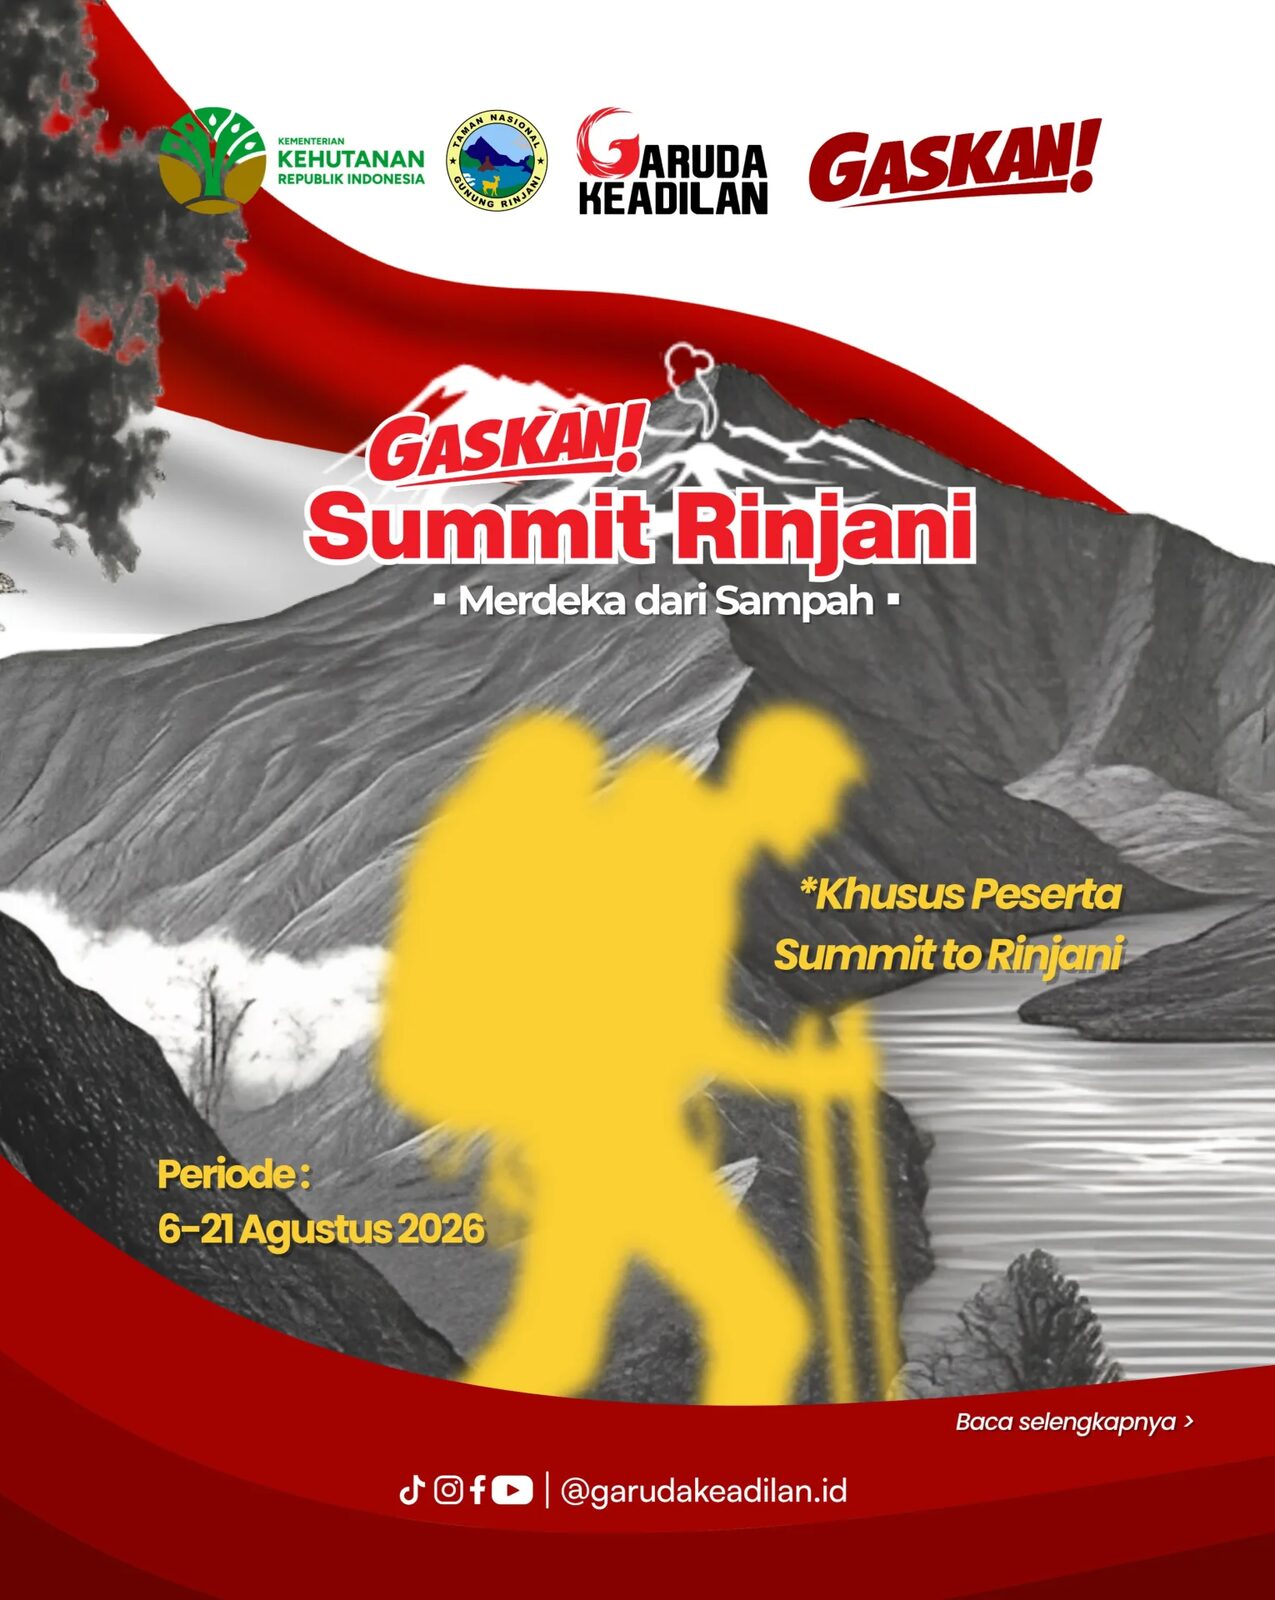 KEMENTERIAN
KEHUTANAN
REPUBLIK INDONESIA
TAMAN NASIONAL
GUNUNG RINJANI
GARUDA
KEADILAN
GASKAN!
GASKAN!
Summit Rinjani
▪ Merdeka dari Sampah ▪
*Khusus Peserta
Summit to Rinjani
Periode :
6-21 Agustus 2026
Baca selengkapnya >
| @garudakeadilan.id